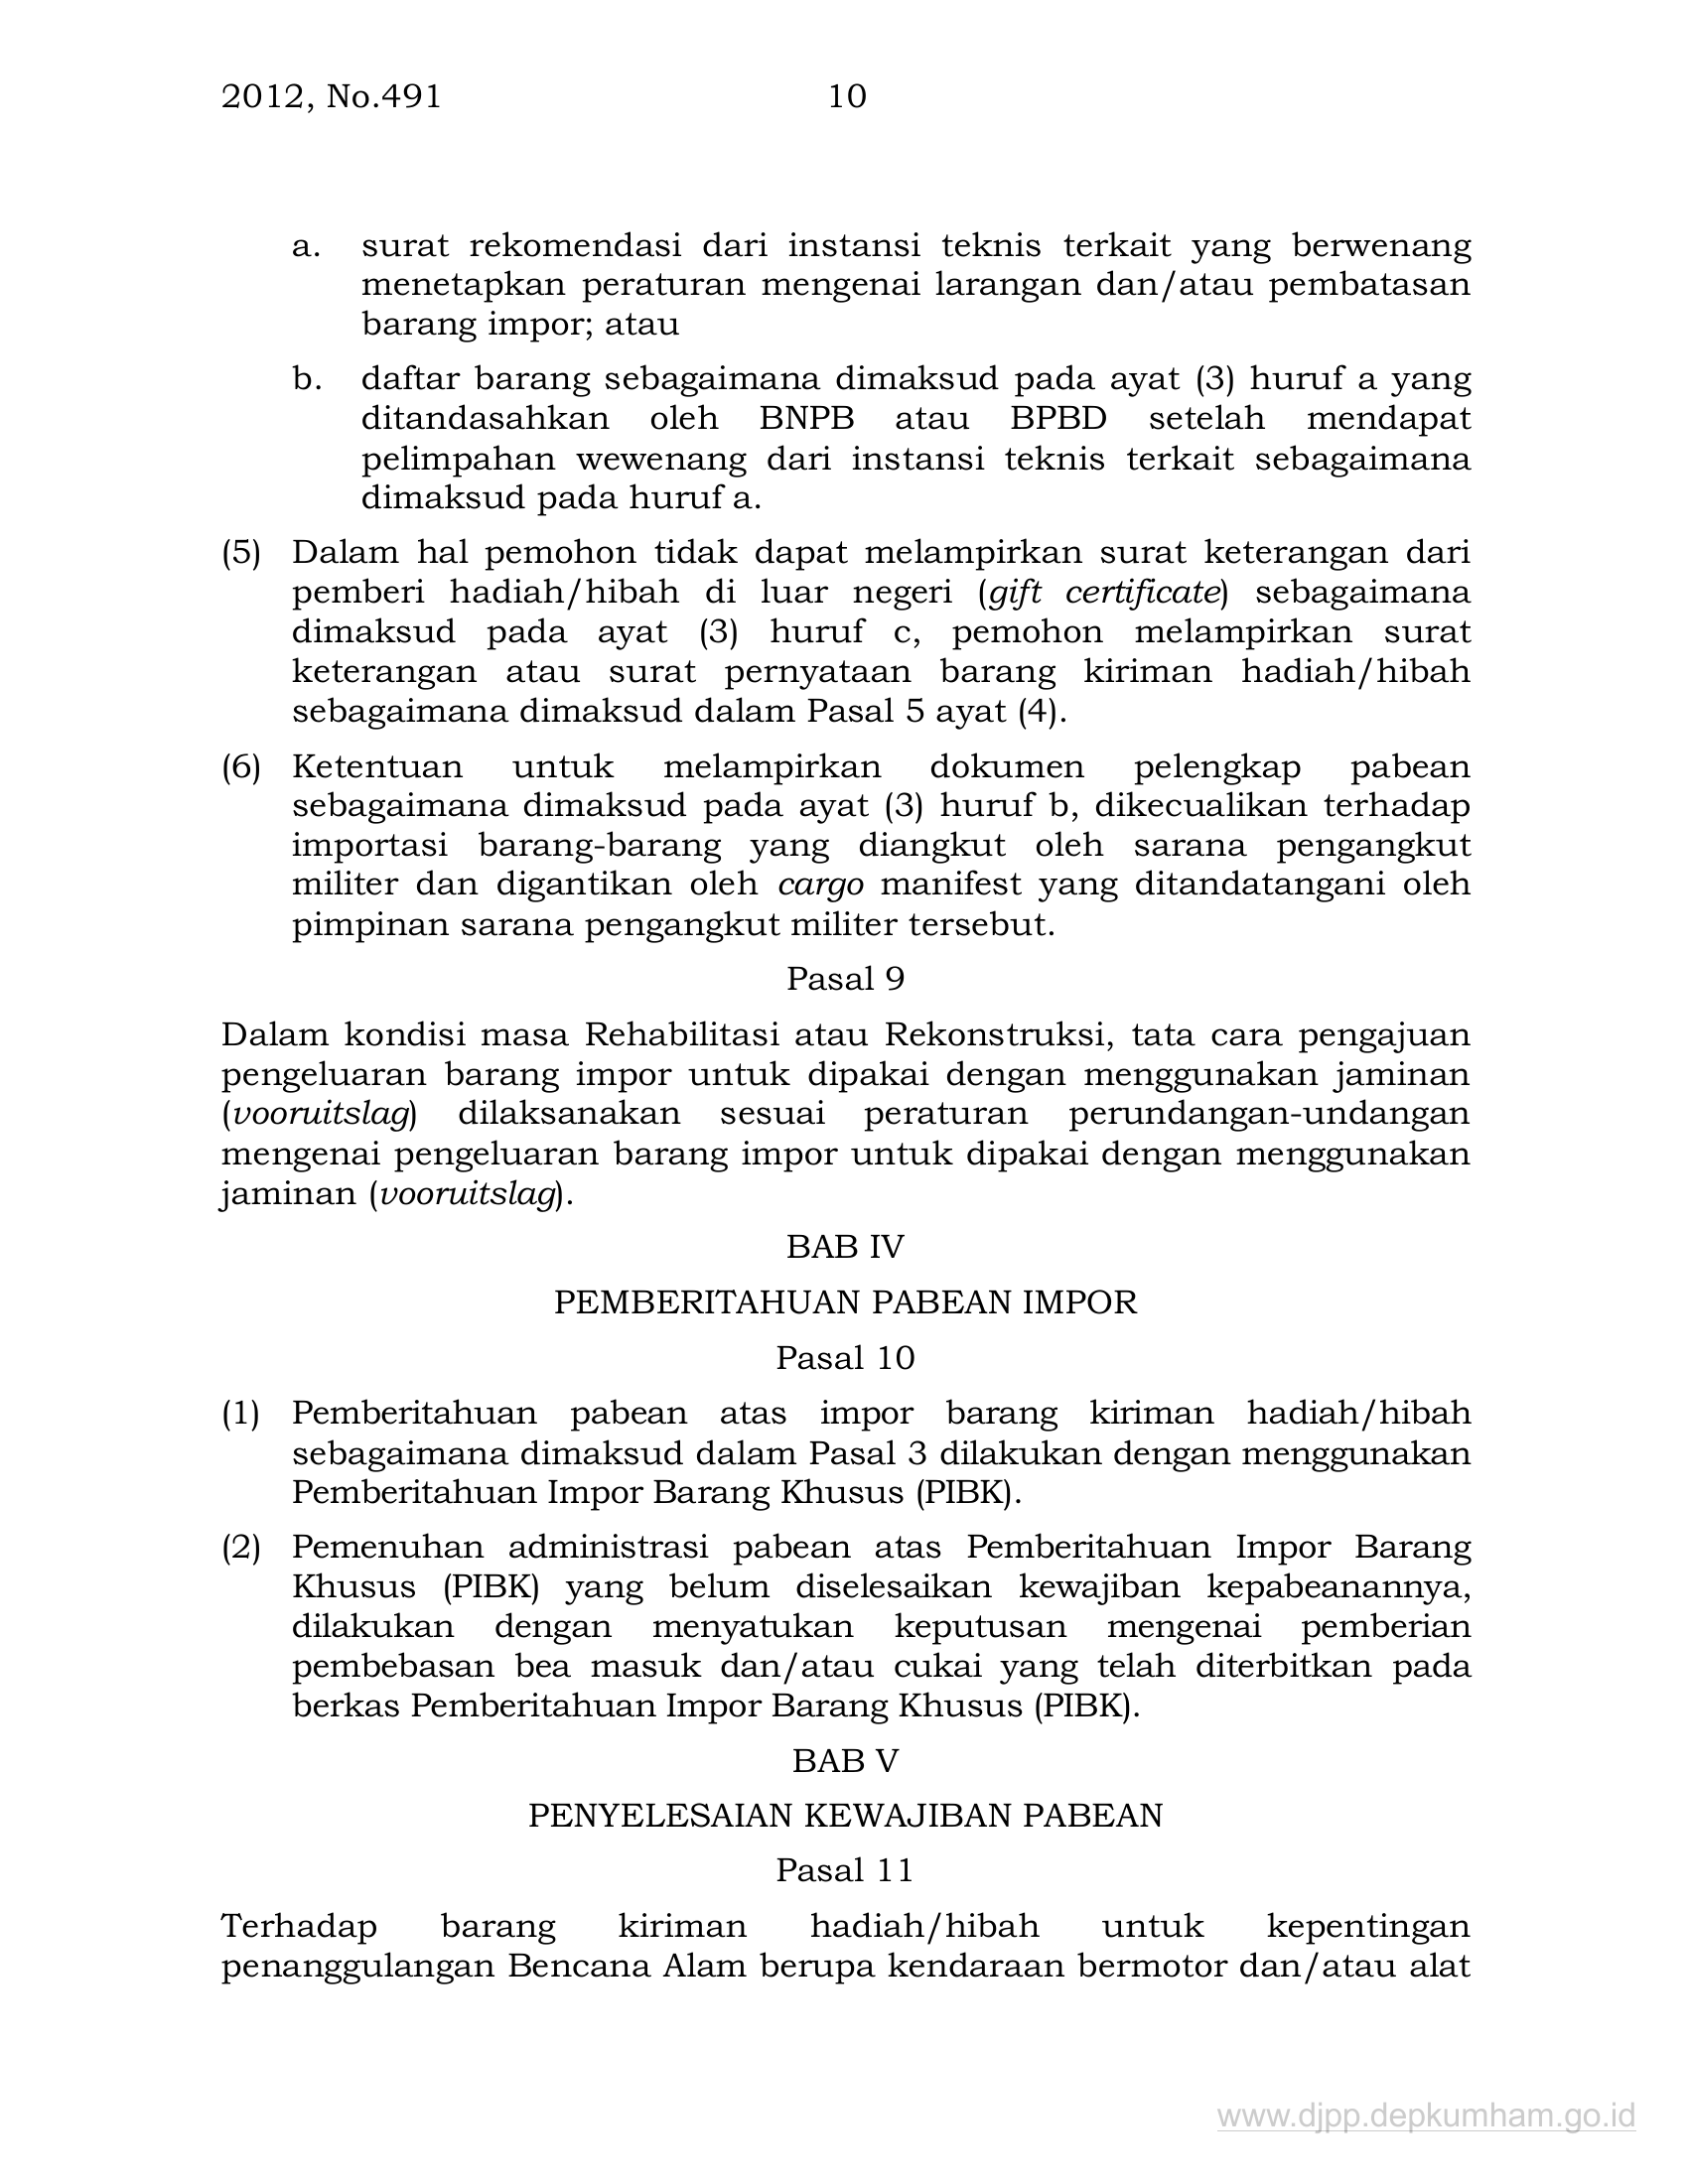 2012, No.491 10
a. surat rekomendasi dari instansi teknis terkait yang berwenang
menetapkan peraturan mengenai larangan dan/atau pembatasan
barang impor; atau
b. daftar barang sebagaimana dimaksud pada ayat (3) huruf a yang
ditandasahkan oleh BNPB atau BPBD setelah mendapat
pelimpahan wewenang dari instansi teknis terkait sebagaimana
dimaksud pada huruf a.
(5) Dalam hal pemohon tidak dapat melampirkan surat keterangan dari
pemberi hadiah/hibah di luar negeri (gift certificate) sebagaimana
dimaksud pada ayat (3) huruf c, pemohon melampirkan surat
keterangan atau surat pernyataan barang kiriman hadiah/hibah
sebagaimana dimaksud dalam Pasal 5 ayat (4).
(6) Ketentuan untuk melampirkan dokumen pelengkap pabean
sebagaimana dimaksud pada ayat (3) huruf b, dikecualikan terhadap
importasi barang-barang yang diangkut oleh sarana pengangkut
militer dan digantikan oleh cargo manifest yang ditandatangani oleh
pimpinan sarana pengangkut militer tersebut.
Pasal 9
Dalam kondisi masa Rehabilitasi atau Rekonstruksi, tata cara pengajuan
pengeluaran barang impor untuk dipakai dengan menggunakan jaminan
(vooruitslag) dilaksanakan sesuai peraturan perundangan-undangan
mengenai pengeluaran barang impor untuk dipakai dengan menggunakan
jaminan (vooruitslag).
BAB IV
PEMBERITAHUAN PABEAN IMPOR
Pasal 10
(1) Pemberitahuan pabean atas impor barang kiriman hadiah/hibah
sebagaimana dimaksud dalam Pasal 3 dilakukan dengan menggunakan
Pemberitahuan Impor Barang Khusus (PIBK).
(2) Pemenuhan administrasi pabean atas Pemberitahuan Impor Barang
Khusus (PIBK) yang belum diselesaikan kewajiban kepabeanannya,
dilakukan dengan menyatukan keputusan mengenai pemberian
pembebasan bea masuk dan/atau cukai yang telah diterbitkan pada
berkas Pemberitahuan Impor Barang Khusus (PIBK).
BAB V
PENYELESAIAN KEWAJIBAN PABEAN
Pasal 11
Terhadap barang kiriman hadiah/hibah untuk kepentingan
penanggulangan Bencana Alam berupa kendaraan bermotor dan/atau alat
www.djpp.depkumham.go.id